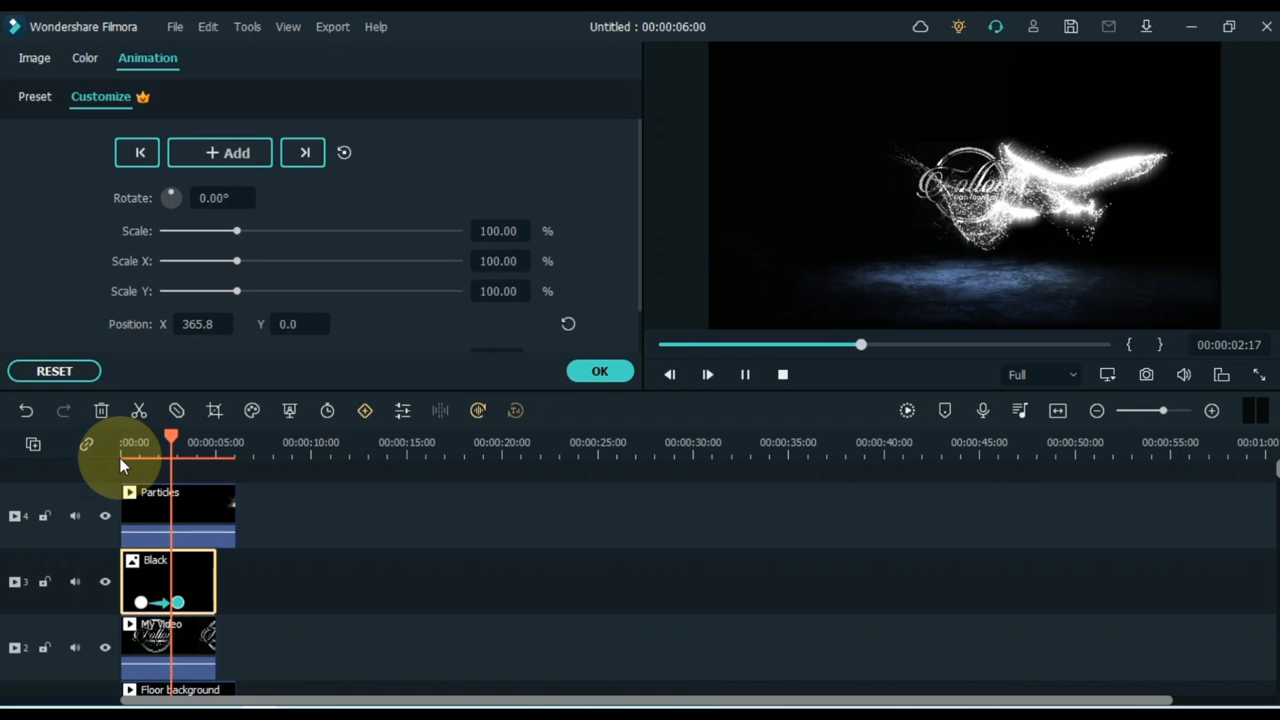 Wondershare Filmora File Edit Tools View Export Help Untitled : 00:00:06:00
Image Color Animation
Preset Customize
+ Add
Rotate: 0.00°
Scale: 100.00 %
Scale X: 100.00 %
Scale Y: 100.00 %
Position: X 365.8 Y 0.0
RESET OK
{ } 00:00:02:17
Full
:00:00 00:00:05:00 00:00:10:00 00:00:15:00 00:00:20:00 00:00:25:00 00:00:30:00 00:00:35:00 00:00:40:00 00:00:45:00 00:00:50:00 00:00:55:00 00:01:00
Particles
4
Black
3
My Video
2
Floor background